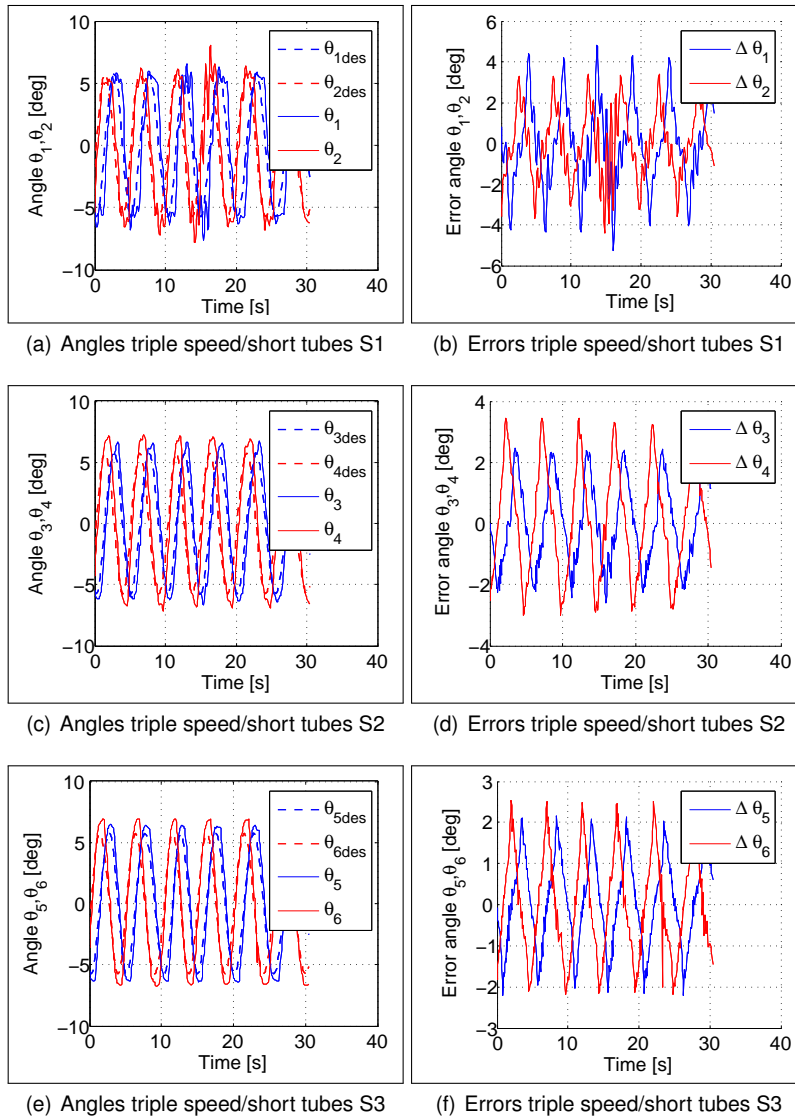 10
5
0
−5
−10
Angle θ1,θ2 [deg]
θ1des
θ2des
θ1
θ2
0 10 20 30 40
Time [s]
(a) Angles triple speed/short tubes S1
6
4
2
0
−2
−4
−6
Error angle θ1,θ2 [deg]
Δ θ1
Δ θ2
0 10 20 30 40
Time [s]
(b) Errors triple speed/short tubes S1
10
5
0
−5
−10
Angle θ3,θ4 [deg]
θ3des
θ4des
θ3
θ4
0 10 20 30 40
Time [s]
(c) Angles triple speed/short tubes S2
4
2
0
−2
−4
Error angle θ3,θ4 [deg]
Δ θ3
Δ θ4
0 10 20 30 40
Time [s]
(d) Errors triple speed/short tubes S2
10
5
0
−5
−10
Angle θ5,θ6 [deg]
θ5des
θ6des
θ5
θ6
0 10 20 30 40
Time [s]
(e) Angles triple speed/short tubes S3
3
2
1
0
−1
−2
−3
Error angle θ5,θ6 [deg]
Δ θ5
Δ θ6
0 10 20 30 40
Time [s]
(f) Errors triple speed/short tubes S3